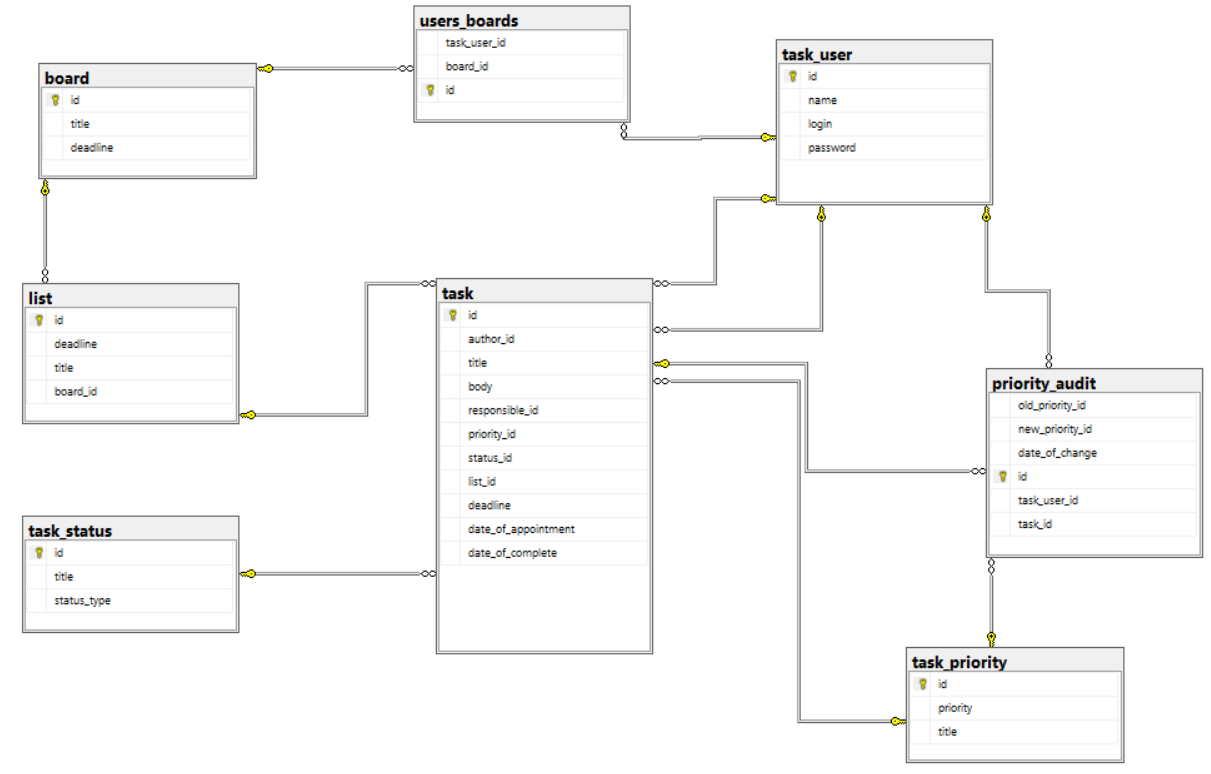 users_boards
task_user_id
board_id
id
task_user
id
name
login
password
board
id
title
deadline
list
id
deadline
title
board_id
task
id
author_id
title
body
responsible_id
priority_id
status_id
list_id
deadline
date_of_appointment
date_of_complete
priority_audit
old_priority_id
new_priority_id
date_of_change
id
task_user_id
task_id
task_status
id
title
status_type
task_priority
id
priority
title